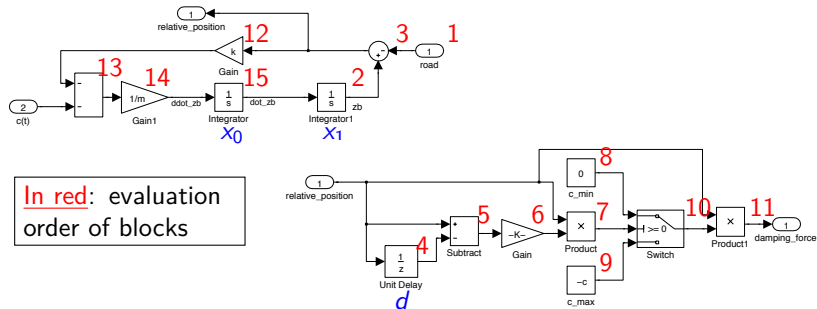 1
relative_position
12
3
1
k
Gain
1
road
13
14
15
2
2
c(t)
1/m
Gain1
ddot_zb
1
s
Integrator
dot_zb
1
s
Integrator1
zb
x0
x1
In red: evaluation
order of blocks
1
relative_position
8
0
c_min
4
1
z
Unit Delay
d
5
Subtract
6
-K-
Gain
7
×
Product
9
-c
c_max
10
>= 0
Switch
×
Product1
11
1
damping_force